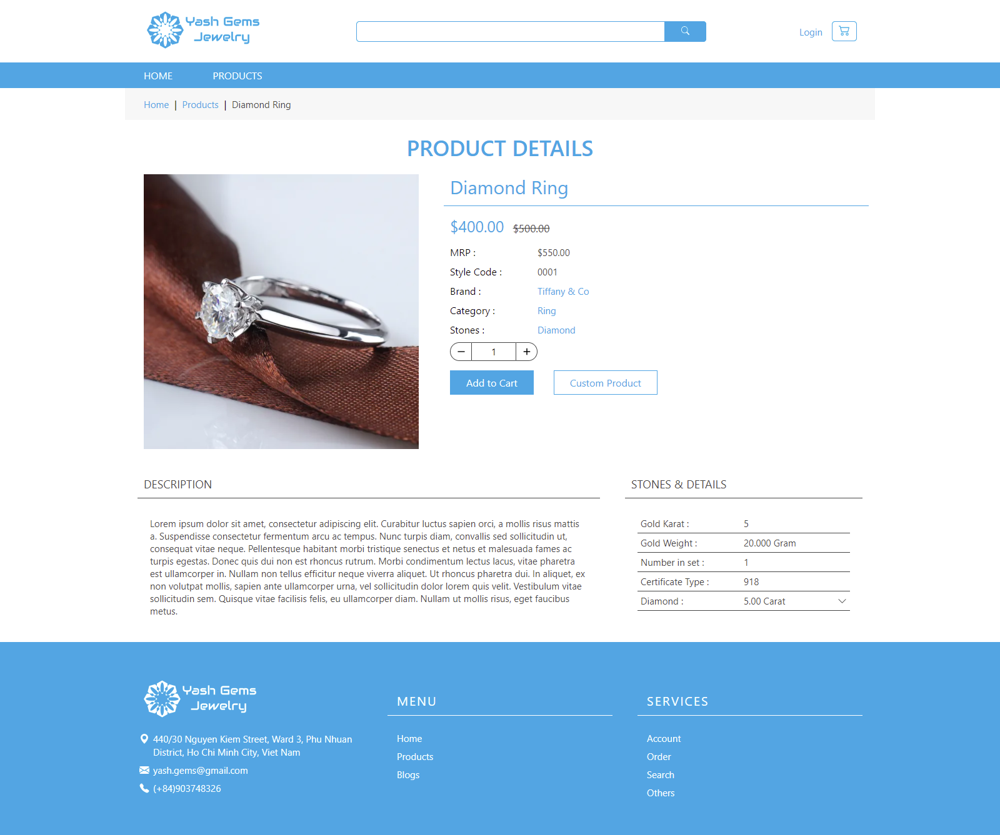 Yash Gems
Jewelry
Login
HOME PRODUCTS
Home | Products | Diamond Ring
PRODUCT DETAILS
Diamond Ring
$400.00 $500.00
MRP : $550.00
Style Code : 0001
Brand : Tiffany & Co
Category : Ring
Stones : Diamond
1
Add to Cart Custom Product
DESCRIPTION
Lorem ipsum dolor sit amet, consectetur adipiscing elit. Curabitur luctus sapien orci, a mollis risus mattis
a. Suspendisse consectetur fermentum arcu ac tempus. Nunc turpis diam, convallis sed sollicitudin ut,
consequat vitae neque. Pellentesque habitant morbi tristique senectus et netus et malesuada fames ac
turpis egestas. Donec quis dui non est rhoncus rutrum. Morbi condimentum lectus lacus, vitae pharetra
est ullamcorper in. Nullam non tellus efficitur neque viverra aliquet. Ut rhoncus pharetra dui. In aliquet, ex
non volutpat mollis, sapien ante ullamcorper urna, vel sollicitudin dolor lorem quis velit. Vestibulum vitae
sollicitudin sem. Quisque vitae facilisis felis, eu ullamcorper diam. Nullam ut mollis risus, eget faucibus
metus.
STONES & DETAILS
Gold Karat : 5
Gold Weight : 20.000 Gram
Number in set : 1
Certificate Type : 918
Diamond : 5.00 Carat
Yash Gems
Jewelry
440/30 Nguyen Kiem Street, Ward 3, Phu Nhuan
District, Ho Chi Minh City, Viet Nam
yash.gems@gmail.com
(+84)903748326
MENU
Home
Products
Blogs
SERVICES
Account
Order
Search
Others